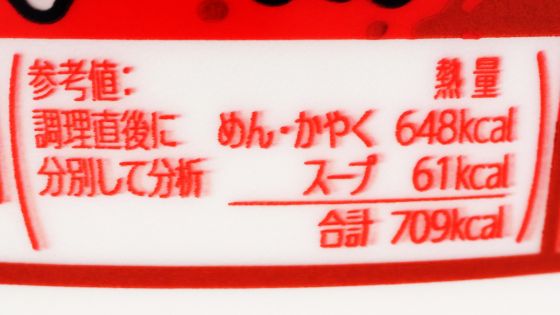 参考値： 熱量
調理直後に めん・かやく 648kcal
分別して分析 スープ 61kcal
合計 709kcal